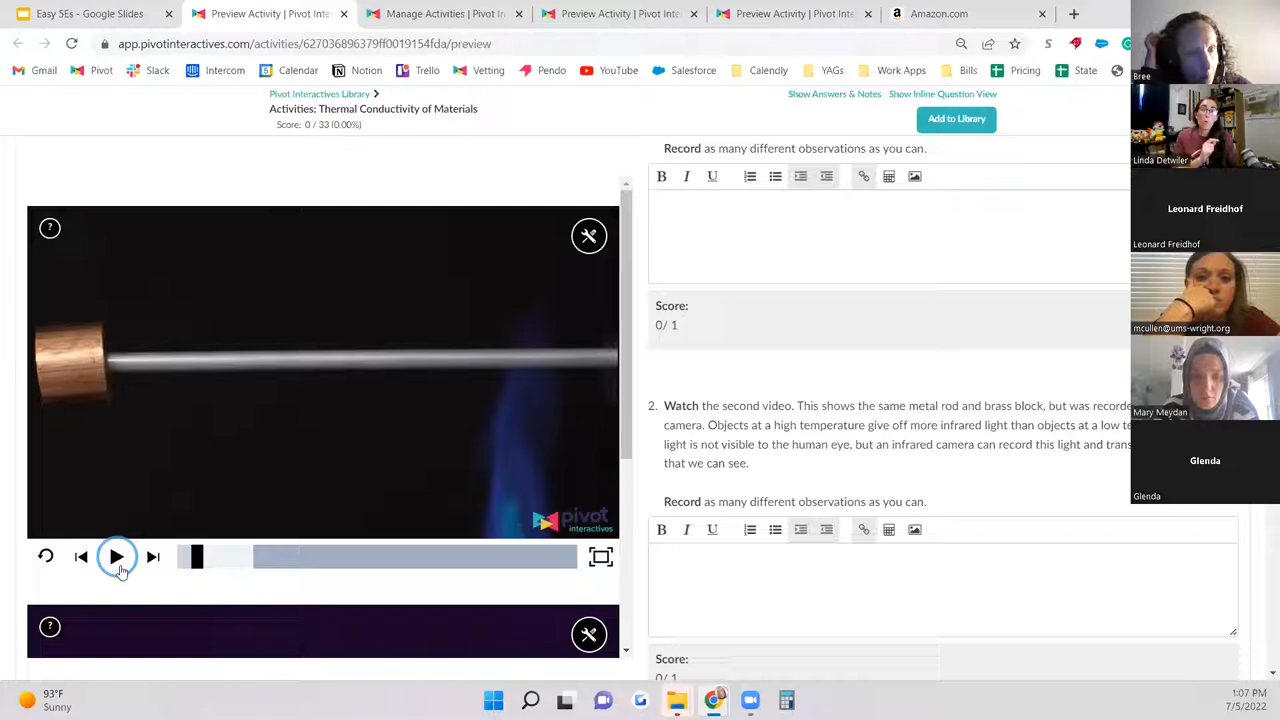 Easy SEs - Google Slides
Preview Activity | Pivot Inter
Manage Activities | Pivot Inte
Preview Activity | Pivot Intera
Preview Activity | Pivot Intera
Amazon.com
app.pivotinteractives.com/activities/627036896379ff0019155fda/preview
Gmail
Pivot
Slack
Intercom
Calendar
Notion
Trello
Vetting
Pendo
YouTube
Salesforce
Calendly
YAGs
Work Apps
Bills
Pricing
State
Pivot Interactives Library
Activities: Thermal Conductivity of Materials
Score: 0 / 33 (0.00%)
Show Answers & Notes
Show Inline Question View
Add to Library
Record as many different observations as you can.
B I U
Score:
0/ 1
2. Watch the second video. This shows the same metal rod and brass block, but was recorde
camera. Objects at a high temperature give off more infrared light than objects at a low te
light is not visible to the human eye, but an infrared camera can record this light and trans
that we can see.
Record as many different observations as you can.
B I U
Score:
0/ 1
?
pivot
interactives
?
Bree
Linda Detwiler
Leonard Freidhof
Leonard Freidhof
mcullen@ums-wright.org
Mary Meydan
Glenda
Glenda
93°F
Sunny
1:07 PM
7/5/2022